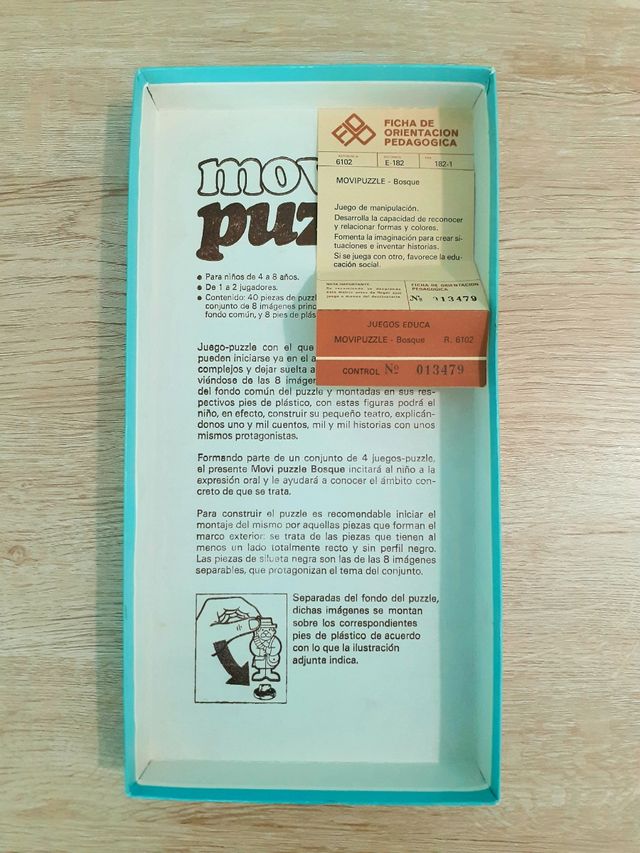 mov
puz
● Para niños de 4 a 8 años.
● De 1 a 2 jugadores.
● Contenido: 40 piezas de puzzl
conjunto de 8 imágenes princ
fondo común, y 8 pies de plás
Juego-puzzle con el que
pueden iniciarse ya en el a
complejos y dejar suelta a
viéndose de las 8 imágen
del fondo común del puzzle y montadas en sus res-
pectivos pies de plástico, con estas figuras podrá el
niño, en efecto, construir su pequeño teatro, explicán-
donos uno y mil cuentos, mil y mil historias con unos
mismos protagonistas.
Formando parte de un conjunto de 4 juegos-puzzle,
el presente Movi puzzle Bosque incitará al niño a la
expresión oral y le ayudará a conocer el ámbito con-
creto de que se trata.
Para construir el puzzle es recomendable iniciar el
montaje del mismo por aquellas piezas que forman el
marco exterior: se trata de las piezas que tienen al
menos un lado totalmente recto y sin perfil negro.
Las piezas de silueta negra son las de las 8 imágenes
separables, que protagonizan el tema del conjunto.
Separadas del fondo del puzzle,
dichas imágenes se montan
sobre los correspondientes
pies de plástico de acuerdo
con lo que la ilustración
adjunta indica.
FICHA DE
ORIENTACION
PEDAGOGICA
6102 E-182 182-1
MOVIPUZZLE - Bosque
Juego de manipulación.
Desarrolla la capacidad de reconocer
y relacionar formas y colores.
Fomenta la imaginación para crear si-
tuaciones e inventar historias.
Si se juega con otro, favorece la edu-
cación social.
NOTA IMPORTANTE
FICHA DE ORIENTACION
PEDAGOGICA
Nº 013479
JUEGOS EDUCA
MOVIPUZZLE - Bosque R. 6102
CONTROL Nº 013479